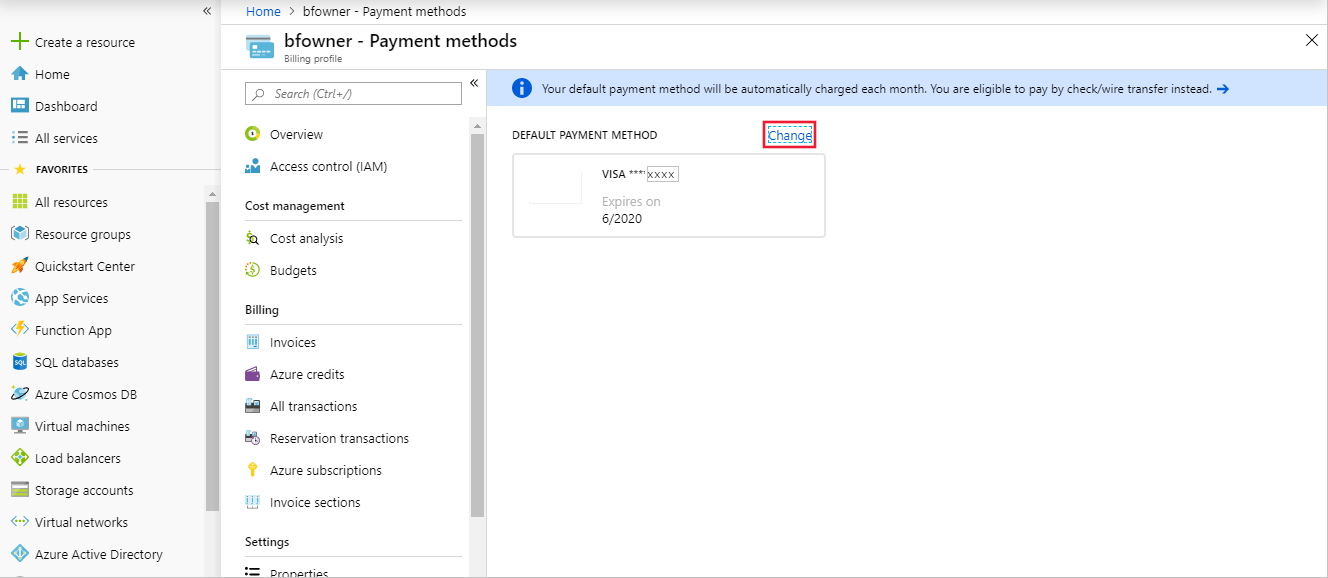 «
Create a resource
Home
Dashboard
All services
FAVORITES
All resources
Resource groups
Quickstart Center
App Services
Function App
SQL databases
Azure Cosmos DB
Virtual machines
Load balancers
Storage accounts
Virtual networks
Azure Active Directory
Home > bfowner - Payment methods
bfowner - Payment methods
Billing profile
Search (Ctrl+/)
«
Overview
Access control (IAM)
Cost management
Cost analysis
Budgets
Billing
Invoices
Azure credits
All transactions
Reservation transactions
Azure subscriptions
Invoice sections
Settings
Properties
Your default payment method will be automatically charged each month. You are eligible to pay by check/wire transfer instead. →
DEFAULT PAYMENT METHOD Change
VISA ****xxxx
Expires on
6/2020